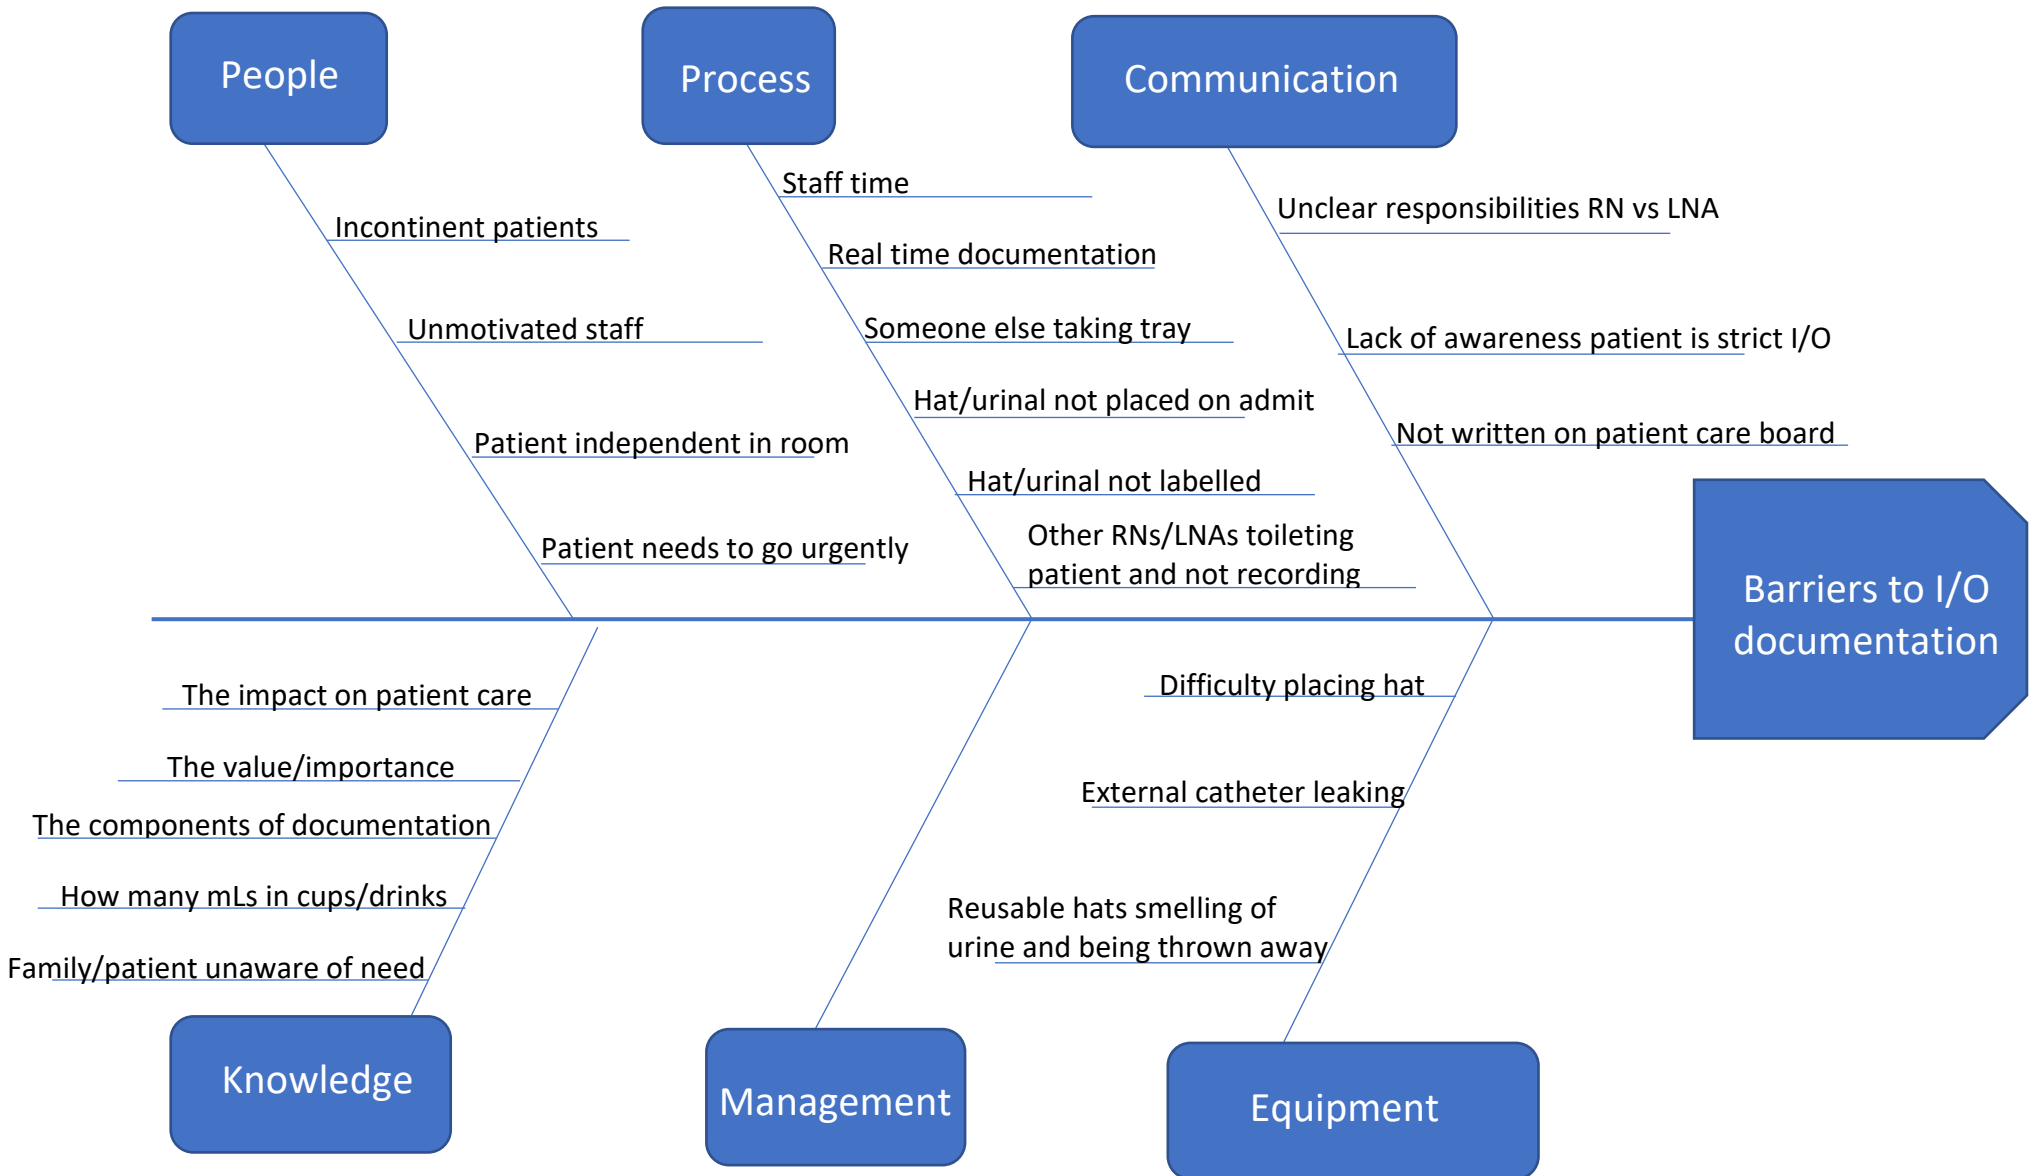 People
Process
Communication
Staff time
Unclear responsibilities RN vs LNA
Incontinent patients
Real time documentation
Unmotivated staff
Someone else taking tray
Lack of awareness patient is strict I/O
Hat/urinal not placed on admit
Patient independent in room
Not written on patient care board
Hat/urinal not labelled
Patient needs to go urgently
Other RNs/LNAs toileting
patient and not recording
Barriers to I/O
documentation
The impact on patient care
Difficulty placing hat
The value/importance
External catheter leaking
The components of documentation
How many mLs in cups/drinks
Reusable hats smelling of
urine and being thrown away
Family/patient unaware of need
Knowledge
Management
Equipment